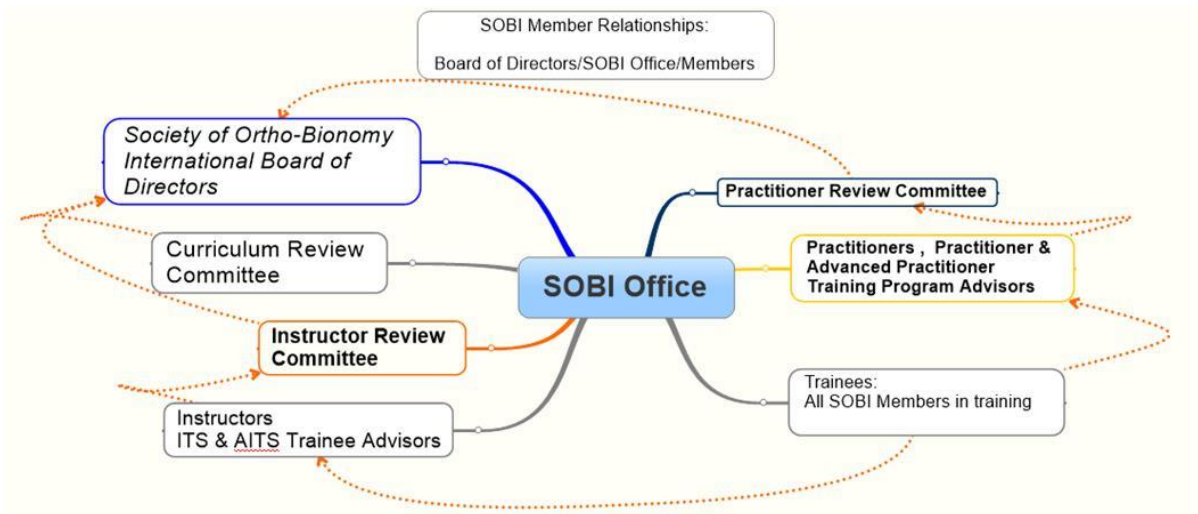 SOBI Member Relationships:
Board of Directors/SOBI Office/Members
Society of Ortho-Bionomy
International Board of
Directors
Practitioner Review Committee
Curriculum Review
Committee
Practitioners , Practitioner &
Advanced Practitioner
Training Program Advisors
SOBI Office
Instructor Review
Committee
Trainees:
All SOBI Members in training
Instructors
ITS & AITS Trainee Advisors